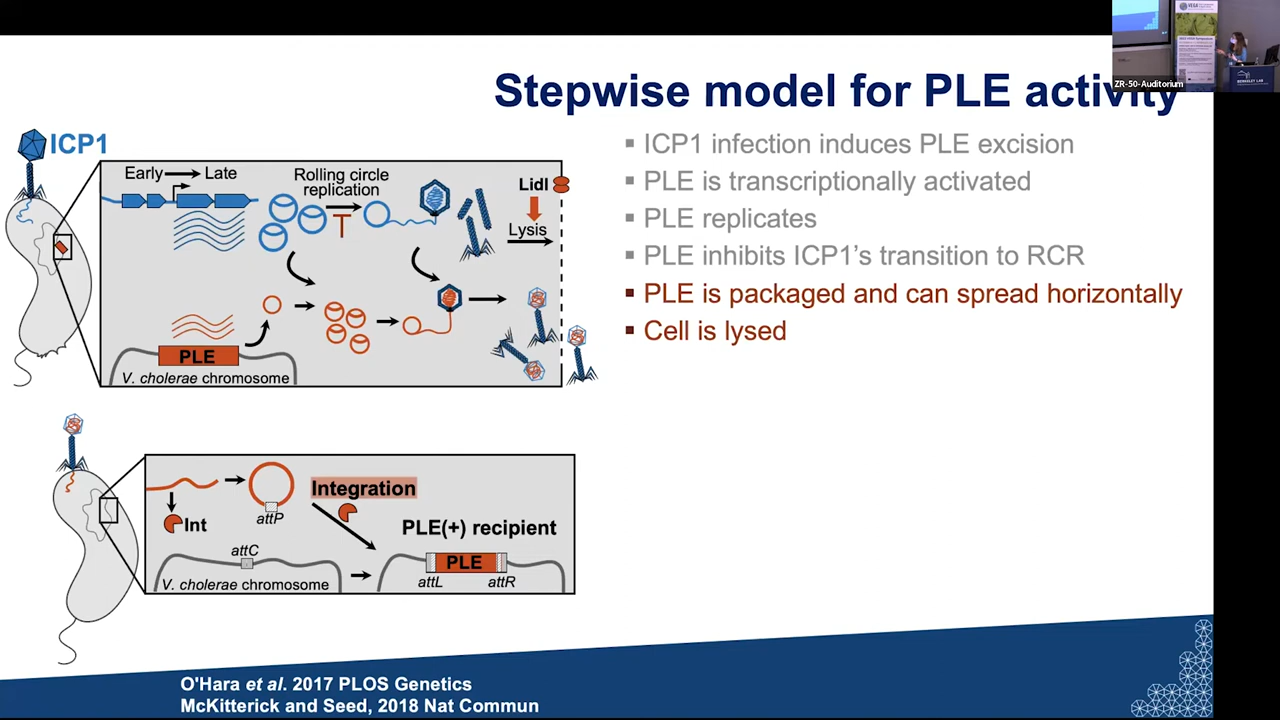 Stepwise model for PLE activity
ZR-50-Auditorium
BERKELEY LAB
ICP1
Early
Late
Rolling circle
replication
LidI
Lysis
PLE
V. cholerae chromosome
▪ ICP1 infection induces PLE excision
▪ PLE is transcriptionally activated
▪ PLE replicates
▪ PLE inhibits ICP1’s transition to RCR
▪ PLE is packaged and can spread horizontally
▪ Cell is lysed
Int
attP
Integration
PLE(+) recipient
attC
V. cholerae chromosome
PLE
attL
attR
O'Hara et al. 2017 PLOS Genetics
McKitterick and Seed, 2018 Nat Commun